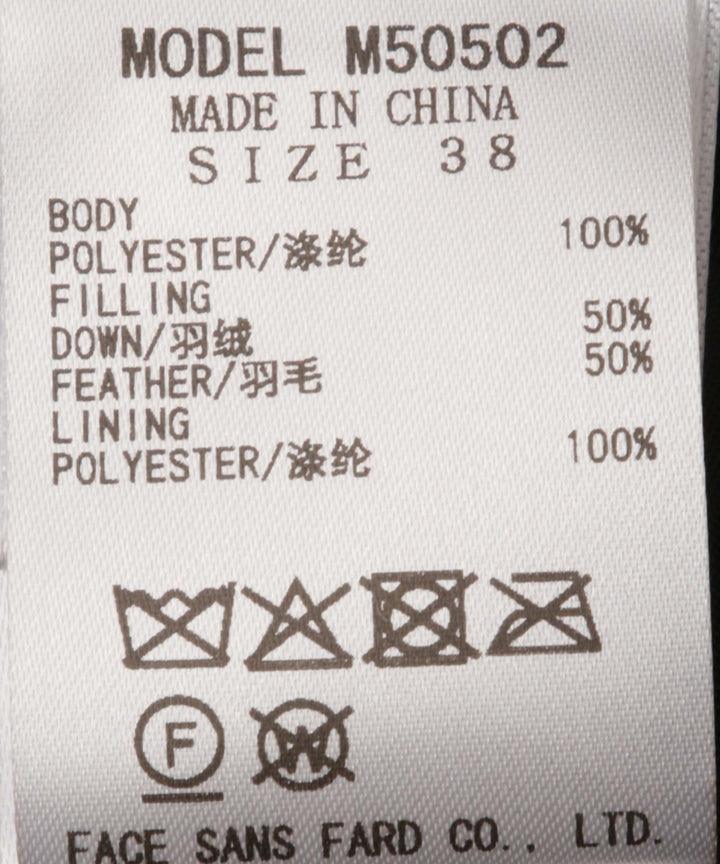 MODEL M50502
MADE IN CHINA
SIZE 38
BODY
POLYESTER/涤纶 100%
FILLING
DOWN/羽绒 50%
FEATHER/羽毛 50%
LINING
POLYESTER/涤纶 100%
F W
FACE SANS FARD CO., LTD.